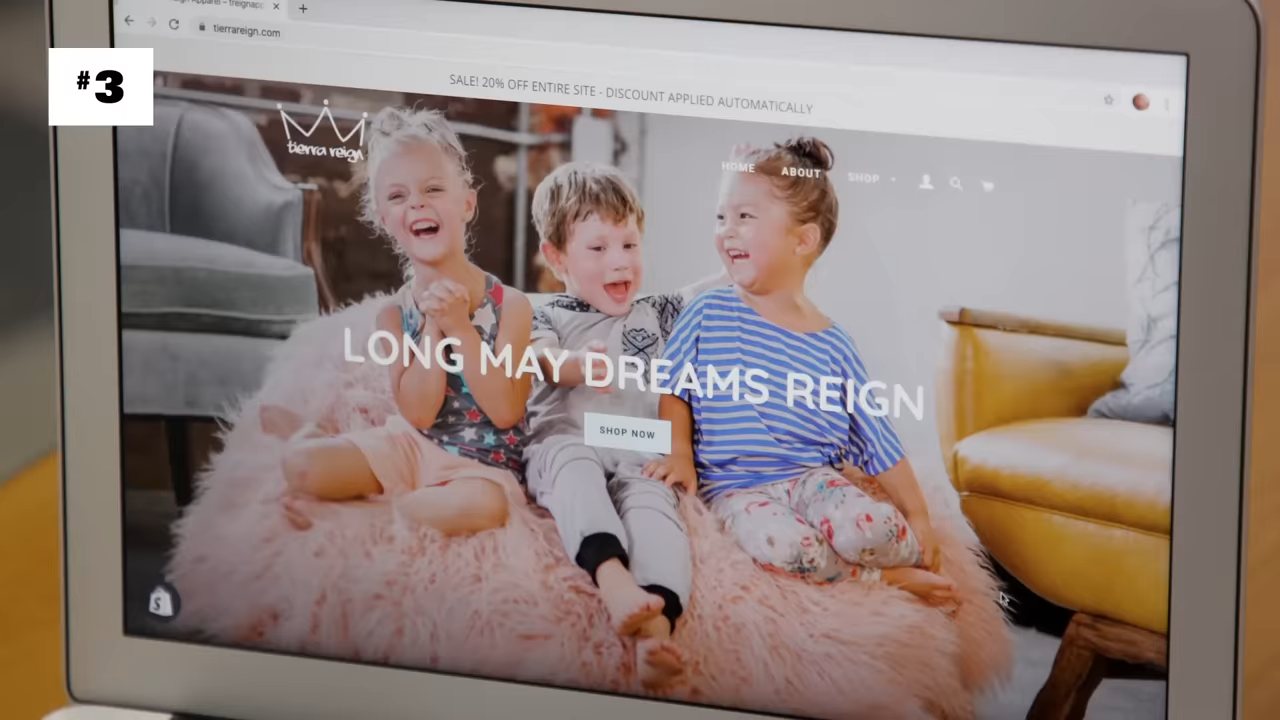 #3
tierrareign.com
SALE! 20% OFF ENTIRE SITE - DISCOUNT APPLIED AUTOMATICALLY
tierra reign
HOME ABOUT SHOP
LONG MAY DREAMS REIGN
SHOP NOW
S